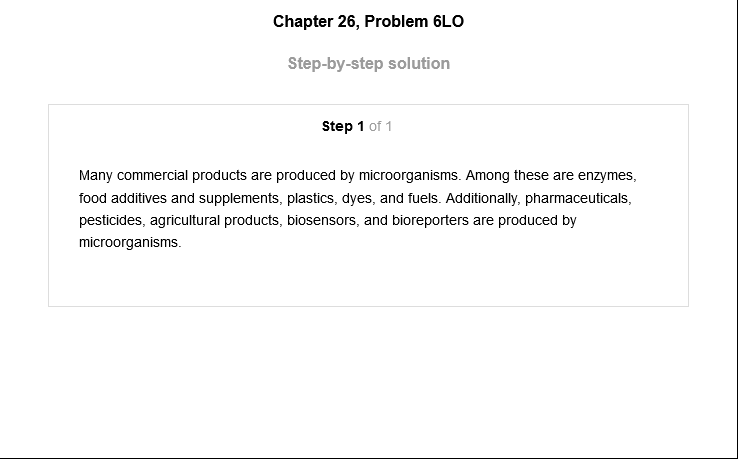 Chapter 26, Problem 6LO
Step-by-step solution
Step 1 of 1
Many commercial products are produced by microorganisms. Among these are enzymes,
food additives and supplements, plastics, dyes, and fuels. Additionally, pharmaceuticals,
pesticides, agricultural products, biosensors, and bioreporters are produced by
microorganisms.